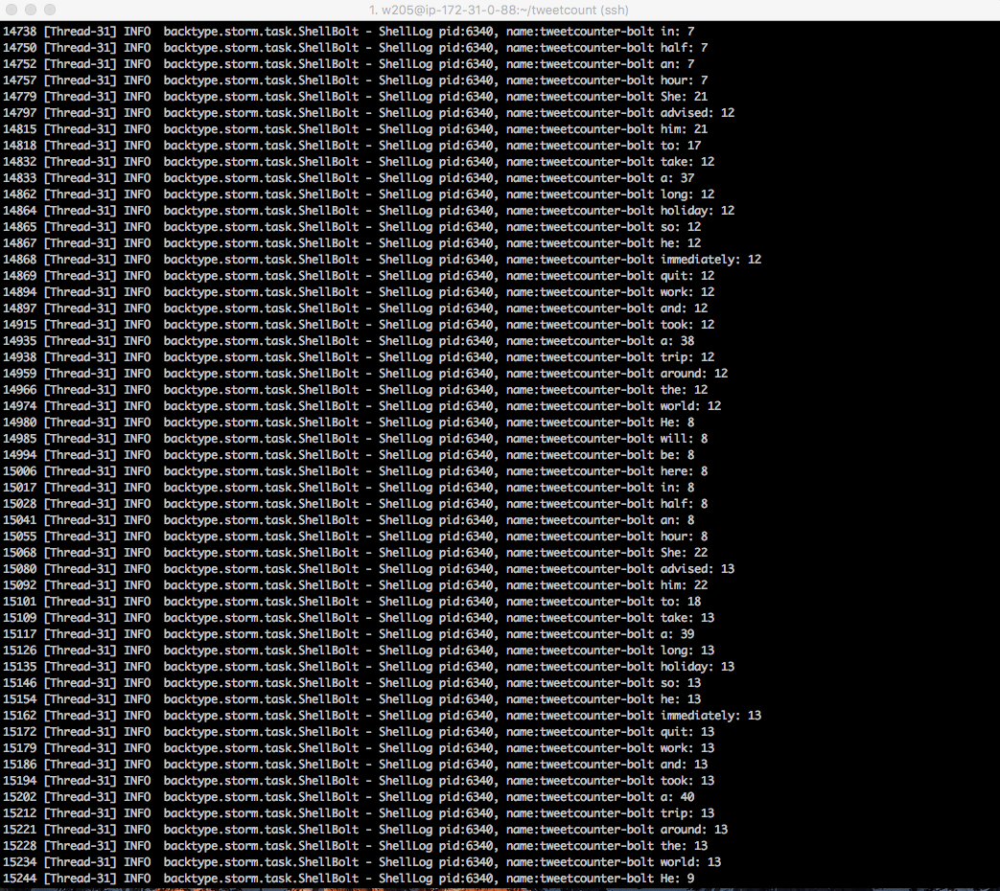 1. w205@ip-172-31-0-88:~/tweetcount (ssh)
14738 [Thread-31] INFO  backtype.storm.task.ShellBolt - ShellLog pid:6340, name:tweetcounter-bolt in: 7
14750 [Thread-31] INFO  backtype.storm.task.ShellBolt - ShellLog pid:6340, name:tweetcounter-bolt half: 7
14752 [Thread-31] INFO  backtype.storm.task.ShellBolt - ShellLog pid:6340, name:tweetcounter-bolt an: 7
14757 [Thread-31] INFO  backtype.storm.task.ShellBolt - ShellLog pid:6340, name:tweetcounter-bolt hour: 7
14779 [Thread-31] INFO  backtype.storm.task.ShellBolt - ShellLog pid:6340, name:tweetcounter-bolt She: 21
14797 [Thread-31] INFO  backtype.storm.task.ShellBolt - ShellLog pid:6340, name:tweetcounter-bolt advised: 12
14815 [Thread-31] INFO  backtype.storm.task.ShellBolt - ShellLog pid:6340, name:tweetcounter-bolt him: 21
14818 [Thread-31] INFO  backtype.storm.task.ShellBolt - ShellLog pid:6340, name:tweetcounter-bolt to: 17
14832 [Thread-31] INFO  backtype.storm.task.ShellBolt - ShellLog pid:6340, name:tweetcounter-bolt take: 12
14833 [Thread-31] INFO  backtype.storm.task.ShellBolt - ShellLog pid:6340, name:tweetcounter-bolt a: 37
14862 [Thread-31] INFO  backtype.storm.task.ShellBolt - ShellLog pid:6340, name:tweetcounter-bolt long: 12
14864 [Thread-31] INFO  backtype.storm.task.ShellBolt - ShellLog pid:6340, name:tweetcounter-bolt holiday: 12
14865 [Thread-31] INFO  backtype.storm.task.ShellBolt - ShellLog pid:6340, name:tweetcounter-bolt so: 12
14867 [Thread-31] INFO  backtype.storm.task.ShellBolt - ShellLog pid:6340, name:tweetcounter-bolt he: 12
14868 [Thread-31] INFO  backtype.storm.task.ShellBolt - ShellLog pid:6340, name:tweetcounter-bolt immediately: 12
14869 [Thread-31] INFO  backtype.storm.task.ShellBolt - ShellLog pid:6340, name:tweetcounter-bolt quit: 12
14894 [Thread-31] INFO  backtype.storm.task.ShellBolt - ShellLog pid:6340, name:tweetcounter-bolt work: 12
14897 [Thread-31] INFO  backtype.storm.task.ShellBolt - ShellLog pid:6340, name:tweetcounter-bolt and: 12
14915 [Thread-31] INFO  backtype.storm.task.ShellBolt - ShellLog pid:6340, name:tweetcounter-bolt took: 12
14935 [Thread-31] INFO  backtype.storm.task.ShellBolt - ShellLog pid:6340, name:tweetcounter-bolt a: 38
14938 [Thread-31] INFO  backtype.storm.task.ShellBolt - ShellLog pid:6340, name:tweetcounter-bolt trip: 12
14959 [Thread-31] INFO  backtype.storm.task.ShellBolt - ShellLog pid:6340, name:tweetcounter-bolt around: 12
14966 [Thread-31] INFO  backtype.storm.task.ShellBolt - ShellLog pid:6340, name:tweetcounter-bolt the: 12
14974 [Thread-31] INFO  backtype.storm.task.ShellBolt - ShellLog pid:6340, name:tweetcounter-bolt world: 12
14980 [Thread-31] INFO  backtype.storm.task.ShellBolt - ShellLog pid:6340, name:tweetcounter-bolt He: 8
14985 [Thread-31] INFO  backtype.storm.task.ShellBolt - ShellLog pid:6340, name:tweetcounter-bolt will: 8
14994 [Thread-31] INFO  backtype.storm.task.ShellBolt - ShellLog pid:6340, name:tweetcounter-bolt be: 8
15006 [Thread-31] INFO  backtype.storm.task.ShellBolt - ShellLog pid:6340, name:tweetcounter-bolt here: 8
15017 [Thread-31] INFO  backtype.storm.task.ShellBolt - ShellLog pid:6340, name:tweetcounter-bolt in: 8
15028 [Thread-31] INFO  backtype.storm.task.ShellBolt - ShellLog pid:6340, name:tweetcounter-bolt half: 8
15041 [Thread-31] INFO  backtype.storm.task.ShellBolt - ShellLog pid:6340, name:tweetcounter-bolt an: 8
15055 [Thread-31] INFO  backtype.storm.task.ShellBolt - ShellLog pid:6340, name:tweetcounter-bolt hour: 8
15068 [Thread-31] INFO  backtype.storm.task.ShellBolt - ShellLog pid:6340, name:tweetcounter-bolt She: 22
15080 [Thread-31] INFO  backtype.storm.task.ShellBolt - ShellLog pid:6340, name:tweetcounter-bolt advised: 13
15092 [Thread-31] INFO  backtype.storm.task.ShellBolt - ShellLog pid:6340, name:tweetcounter-bolt him: 22
15101 [Thread-31] INFO  backtype.storm.task.ShellBolt - ShellLog pid:6340, name:tweetcounter-bolt to: 18
15109 [Thread-31] INFO  backtype.storm.task.ShellBolt - ShellLog pid:6340, name:tweetcounter-bolt take: 13
15117 [Thread-31] INFO  backtype.storm.task.ShellBolt - ShellLog pid:6340, name:tweetcounter-bolt a: 39
15126 [Thread-31] INFO  backtype.storm.task.ShellBolt - ShellLog pid:6340, name:tweetcounter-bolt long: 13
15135 [Thread-31] INFO  backtype.storm.task.ShellBolt - ShellLog pid:6340, name:tweetcounter-bolt holiday: 13
15146 [Thread-31] INFO  backtype.storm.task.ShellBolt - ShellLog pid:6340, name:tweetcounter-bolt so: 13
15154 [Thread-31] INFO  backtype.storm.task.ShellBolt - ShellLog pid:6340, name:tweetcounter-bolt he: 13
15162 [Thread-31] INFO  backtype.storm.task.ShellBolt - ShellLog pid:6340, name:tweetcounter-bolt immediately: 13
15172 [Thread-31] INFO  backtype.storm.task.ShellBolt - ShellLog pid:6340, name:tweetcounter-bolt quit: 13
15179 [Thread-31] INFO  backtype.storm.task.ShellBolt - ShellLog pid:6340, name:tweetcounter-bolt work: 13
15186 [Thread-31] INFO  backtype.storm.task.ShellBolt - ShellLog pid:6340, name:tweetcounter-bolt and: 13
15194 [Thread-31] INFO  backtype.storm.task.ShellBolt - ShellLog pid:6340, name:tweetcounter-bolt took: 13
15202 [Thread-31] INFO  backtype.storm.task.ShellBolt - ShellLog pid:6340, name:tweetcounter-bolt a: 40
15212 [Thread-31] INFO  backtype.storm.task.ShellBolt - ShellLog pid:6340, name:tweetcounter-bolt trip: 13
15221 [Thread-31] INFO  backtype.storm.task.ShellBolt - ShellLog pid:6340, name:tweetcounter-bolt around: 13
15228 [Thread-31] INFO  backtype.storm.task.ShellBolt - ShellLog pid:6340, name:tweetcounter-bolt the: 13
15234 [Thread-31] INFO  backtype.storm.task.ShellBolt - ShellLog pid:6340, name:tweetcounter-bolt world: 13
15244 [Thread-31] INFO  backtype.storm.task.ShellBolt - ShellLog pid:6340, name:tweetcounter-bolt He: 9